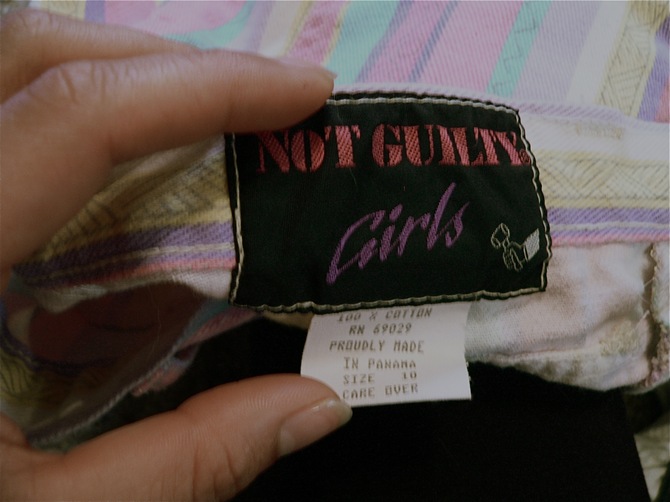 NOT GUILTY
Girls
100 % COTTON
RN 69029
PROUDLY MADE
IN PANAMA
SIZE 10
CARE OVER